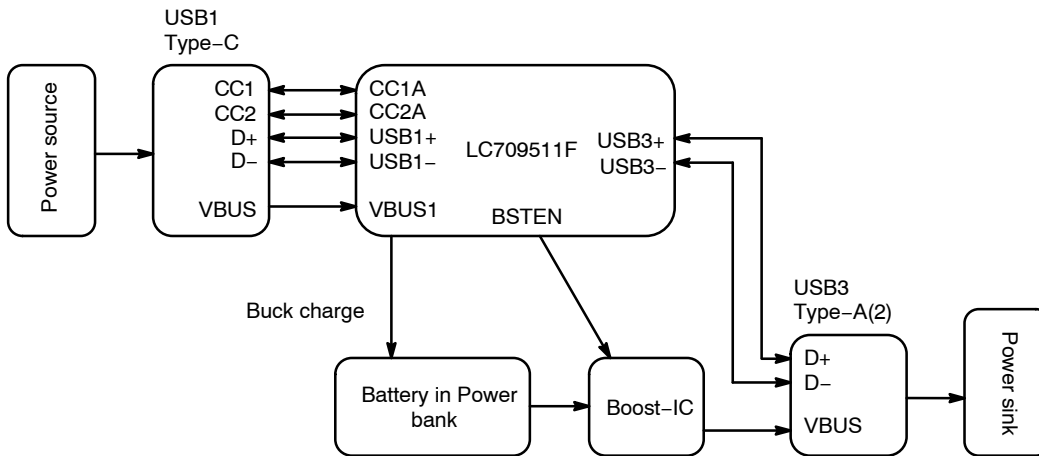 USB1
Type−C
Power source
CC1
CC2
D+
D−
VBUS
CC1A
CC2A
USB1+
USB1−
VBUS1
LC709511F
USB3+
USB3−
BSTEN
Buck charge
Battery in Power
bank
Boost−IC
USB3
Type−A(2)
D+
D−
VBUS
Power sink